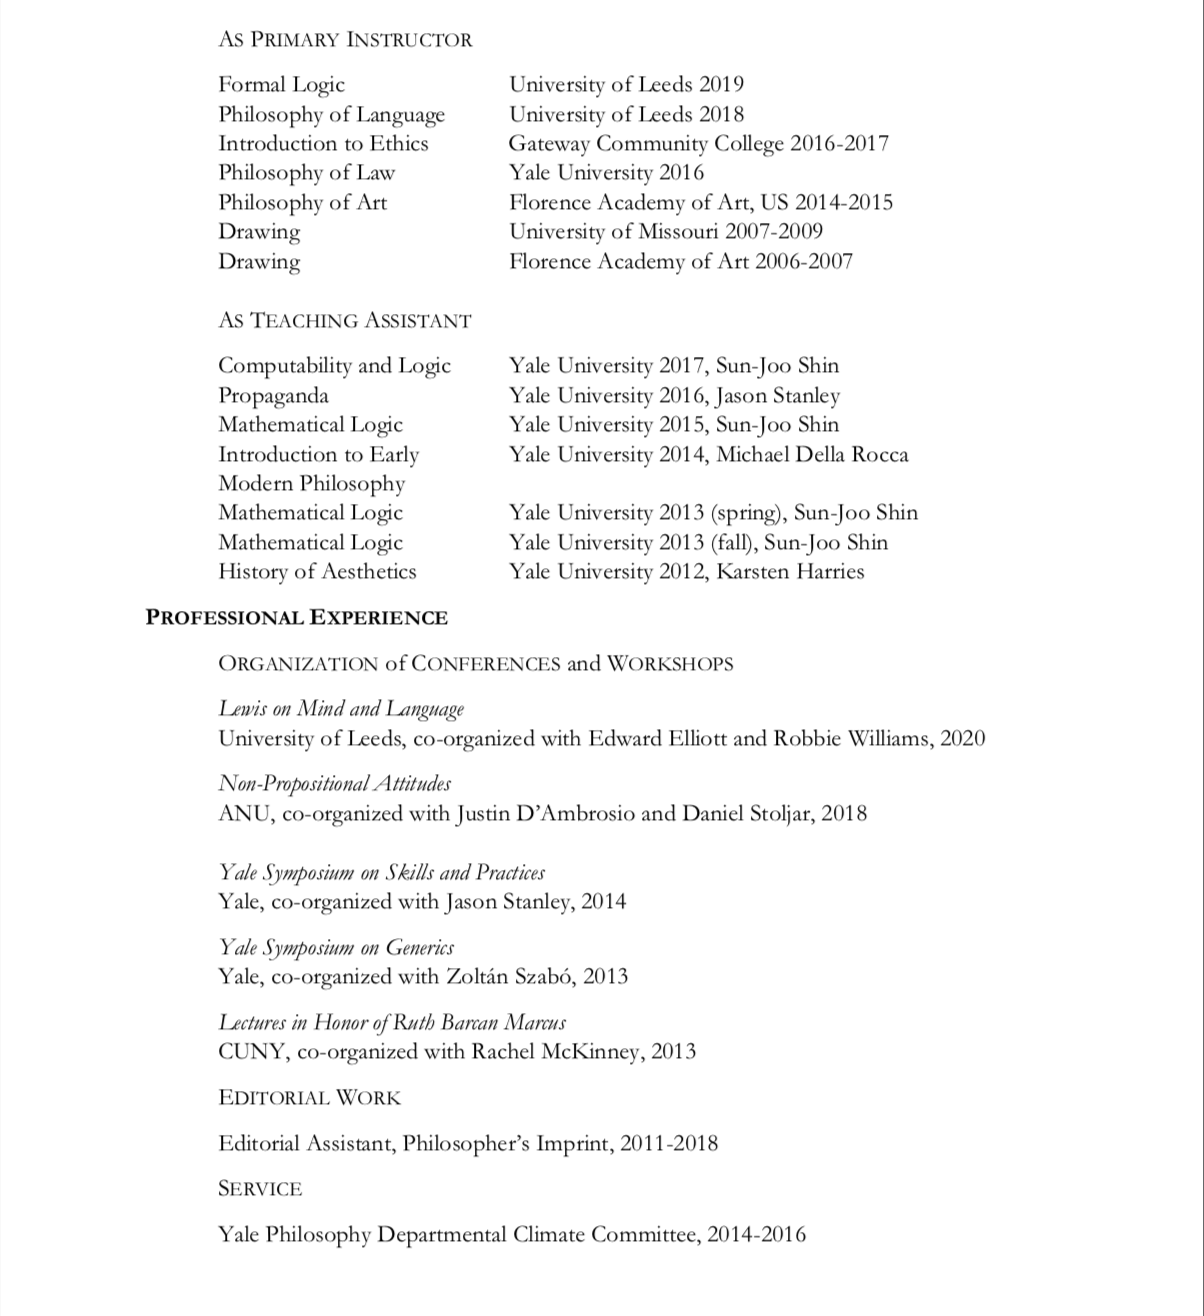 AS PRIMARY INSTRUCTOR
Formal Logic University of Leeds 2019
Philosophy of Language University of Leeds 2018
Introduction to Ethics Gateway Community College 2016-2017
Philosophy of Law Yale University 2016
Philosophy of Art Florence Academy of Art, US 2014-2015
Drawing University of Missouri 2007-2009
Drawing Florence Academy of Art 2006-2007
AS TEACHING ASSISTANT
Computability and Logic Yale University 2017, Sun-Joo Shin
Propaganda Yale University 2016, Jason Stanley
Mathematical Logic Yale University 2015, Sun-Joo Shin
Introduction to Early Yale University 2014, Michael Della Rocca
Modern Philosophy
Mathematical Logic Yale University 2013 (spring), Sun-Joo Shin
Mathematical Logic Yale University 2013 (fall), Sun-Joo Shin
History of Aesthetics Yale University 2012, Karsten Harries
PROFESSIONAL EXPERIENCE
ORGANIZATION of CONFERENCES and WORKSHOPS
Lewis on Mind and Language
University of Leeds, co-organized with Edward Elliott and Robbie Williams, 2020
Non-Propositional Attitudes
ANU, co-organized with Justin D’Ambrosio and Daniel Stoljar, 2018
Yale Symposium on Skills and Practices
Yale, co-organized with Jason Stanley, 2014
Yale Symposium on Generics
Yale, co-organized with Zoltán Szabó, 2013
Lectures in Honor of Ruth Barcan Marcus
CUNY, co-organized with Rachel McKinney, 2013
EDITORIAL WORK
Editorial Assistant, Philosopher’s Imprint, 2011-2018
SERVICE
Yale Philosophy Departmental Climate Committee, 2014-2016